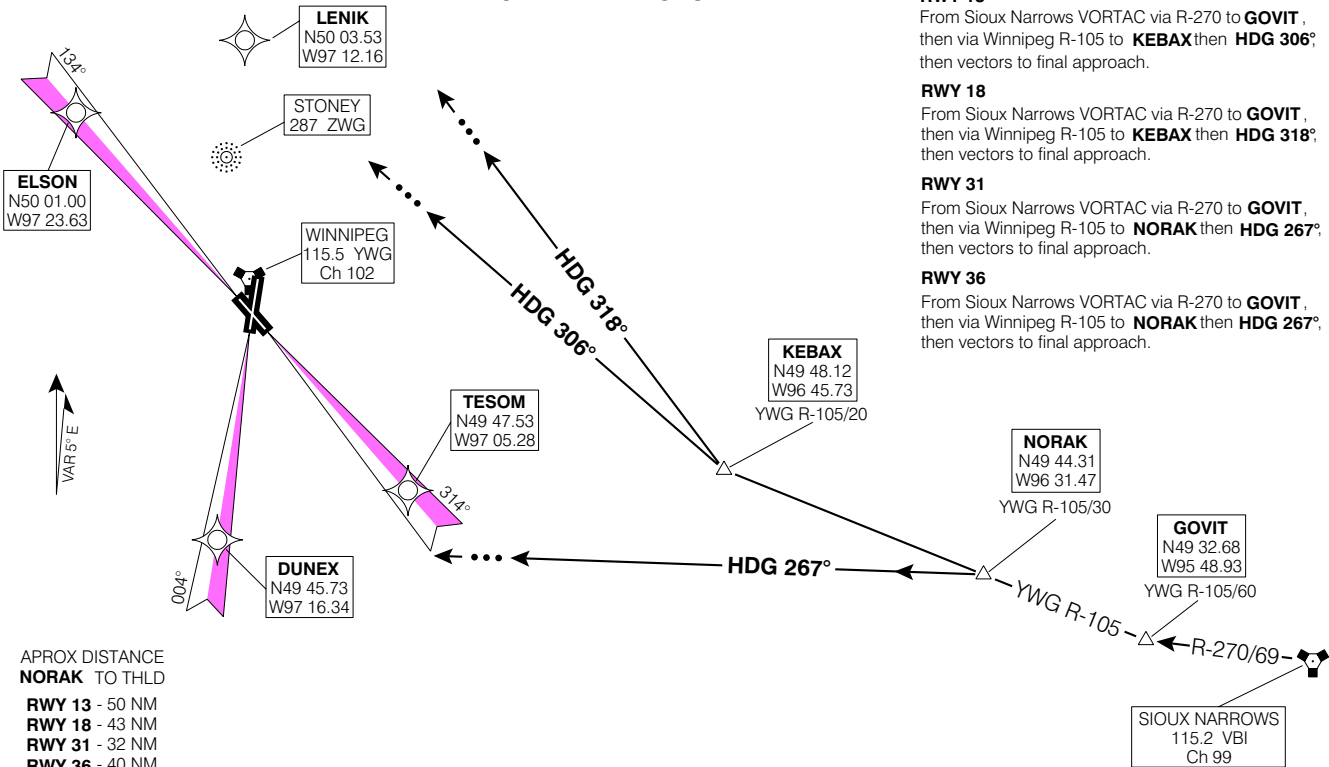 LENIK
N50 03.53
W97 12.16
STONEY
287 ZWG
134°
ELSON
N50 01.00
W97 23.63
WINNIPEG
115.5 YWG
Ch 102
HDG 318°
HDG 306°
KEBAX
N49 48.12
W96 45.73
YWG R-105/20
TESOM
N49 47.53
W97 05.28
314°
VAR 5° E
NORAK
N49 44.31
W96 31.47
YWG R-105/30
GOVIT
N49 32.68
W95 48.93
YWG R-105/60
DUNEX
N49 45.73
W97 16.34
004°
HDG 267°
YWG R-105
R-270/69
SIOUX NARROWS
115.2 VBI
Ch 99
APROX DISTANCE
NORAK TO THLD
RWY 13 - 50 NM
RWY 18 - 43 NM
RWY 31 - 32 NM
RWY 36 - 40 NM
From Sioux Narrows VORTAC via R-270 to GOVIT,
then via Winnipeg R-105 to KEBAX then HDG 306°,
then vectors to final approach.
RWY 18
From Sioux Narrows VORTAC via R-270 to GOVIT,
then via Winnipeg R-105 to KEBAX then HDG 318°,
then vectors to final approach.
RWY 31
From Sioux Narrows VORTAC via R-270 to GOVIT,
then via Winnipeg R-105 to NORAK then HDG 267°,
then vectors to final approach.
RWY 36
From Sioux Narrows VORTAC via R-270 to GOVIT,
then via Winnipeg R-105 to NORAK then HDG 267°,
then vectors to final approach.